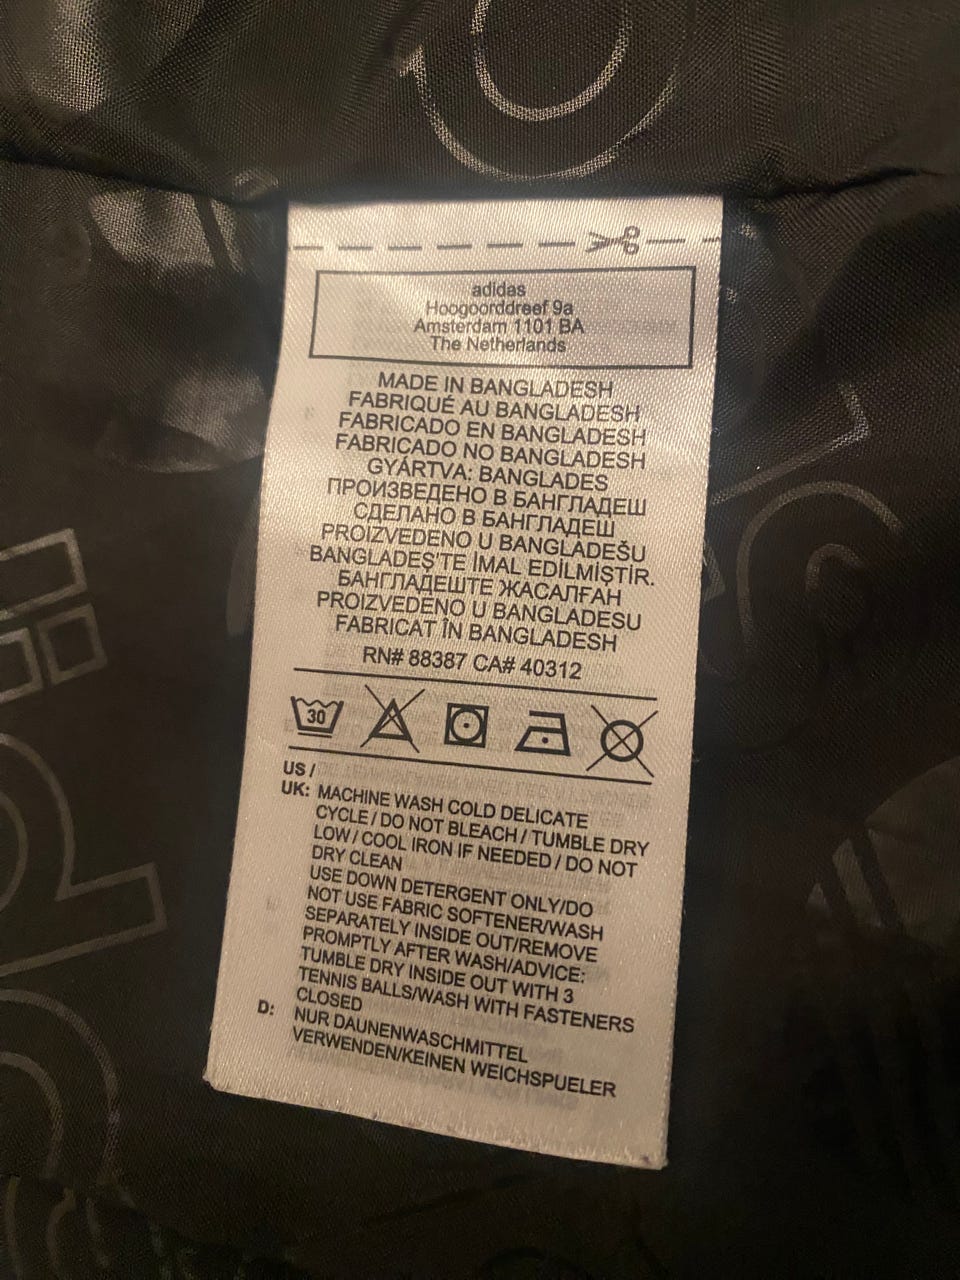 adidas
Hoogoorddreef 9a
Amsterdam 1101 BA
The Netherlands
MADE IN BANGLADESH
FABRIQUÉ AU BANGLADESH
FABRICADO EN BANGLADESH
FABRICADO NO BANGLADESH
GYÁRTVA: BANGLADES
ПРОИЗВЕДЕНО В БАНГЛАДЕШ
СДЕЛАНО В БАНГЛАДЕШ
PROIZVEDENO U BANGLADEŠU
BANGLADEŞ'TE İMAL EDİLMİŞTİR.
БАНГЛАДЕШТЕ ЖАСАЛҒАН
PROIZVEDENO U BANGLADESU
FABRICAT ÎN BANGLADESH
RN# 88387 CA# 40312
30
US /
UK: MACHINE WASH COLD DELICATE
CYCLE / DO NOT BLEACH / TUMBLE DRY
LOW / COOL IRON IF NEEDED / DO NOT
DRY CLEAN
USE DOWN DETERGENT ONLY/DO
NOT USE FABRIC SOFTENER/WASH
SEPARATELY INSIDE OUT/REMOVE
PROMPTLY AFTER WASH/ADVICE:
TUMBLE DRY INSIDE OUT WITH 3
TENNIS BALLS/WASH WITH FASTENERS
CLOSED
D: NUR DAUNENWASCHMITTEL
VERWENDEN/KEINEN WEICHSPUELER